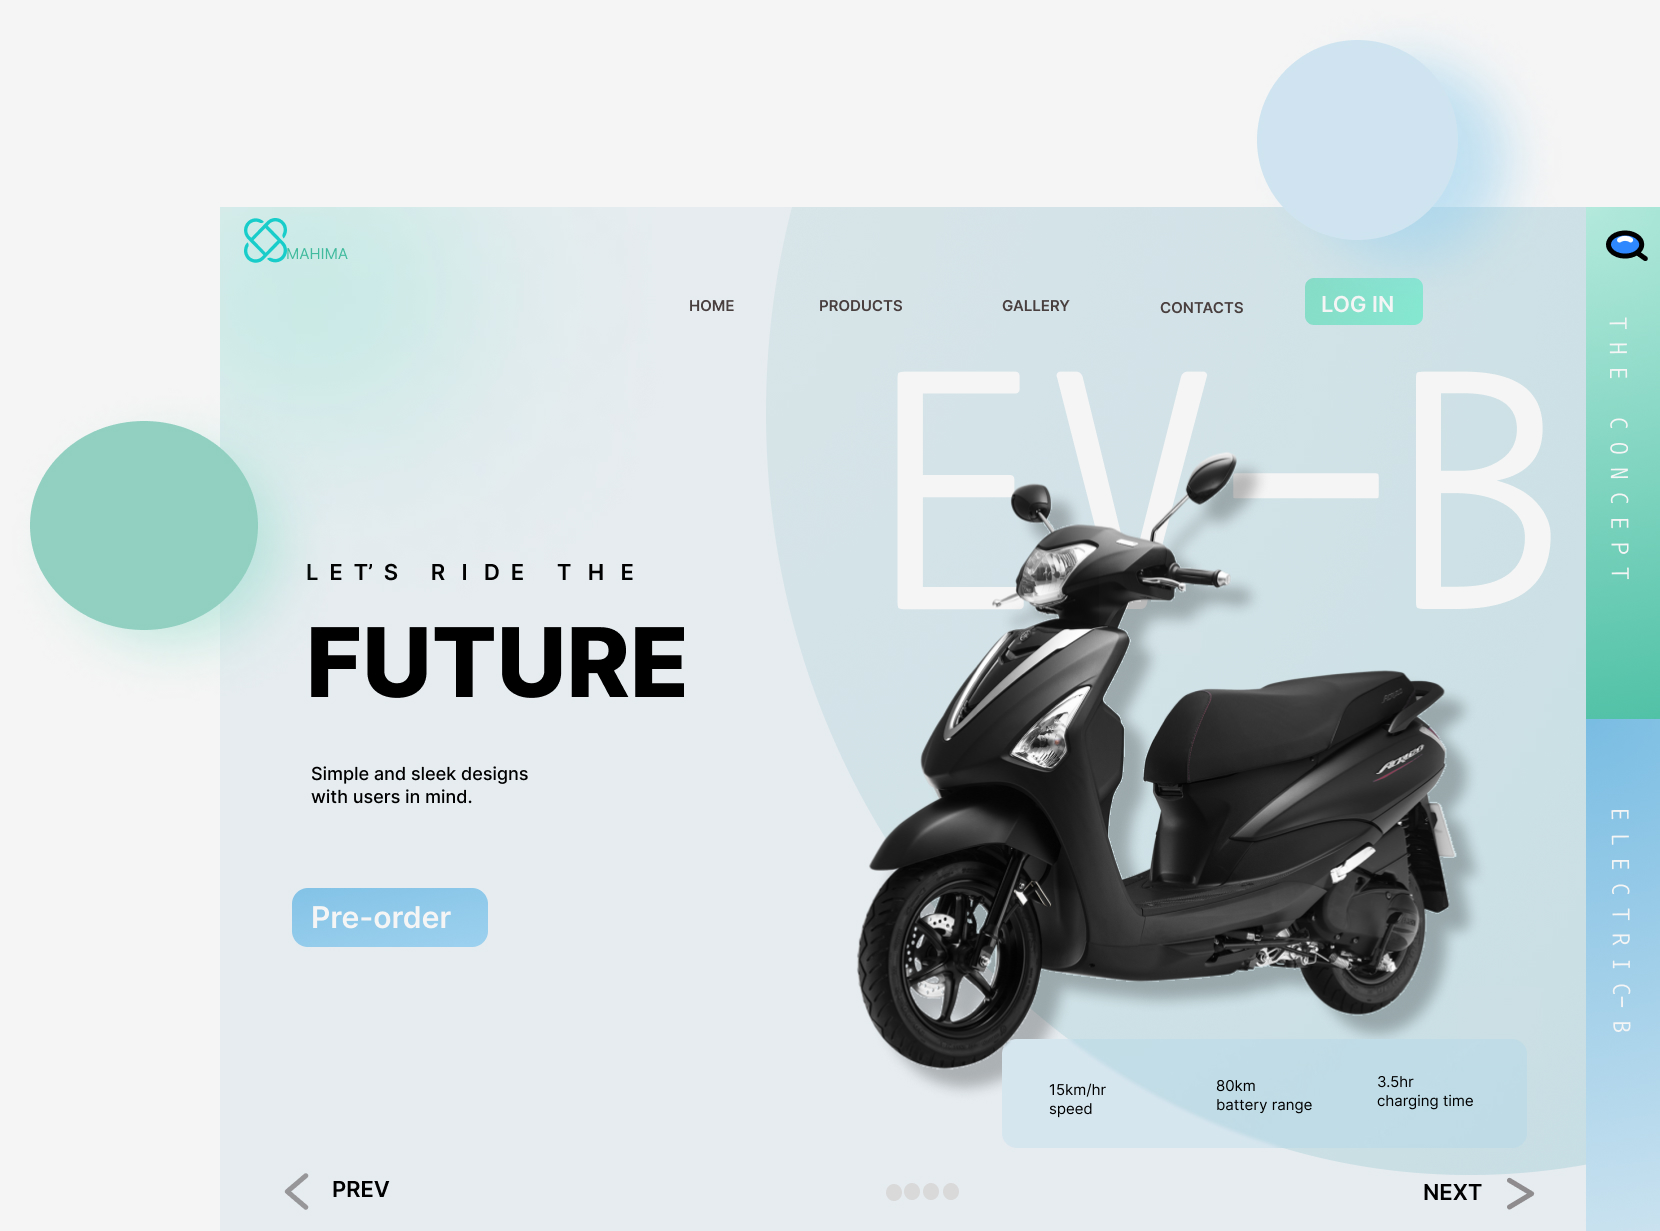 MAHIMA
HOME PRODUCTS GALLERY CONTACTS LOG IN
EV-B
THE CONCEPT
LET'S RIDE THE
FUTURE
Simple and sleek designs
with users in mind.
Pre-order
ELECTRIC-B
15km/hr
speed
80km
battery range
3.5hr
charging time
PREV
NEXT